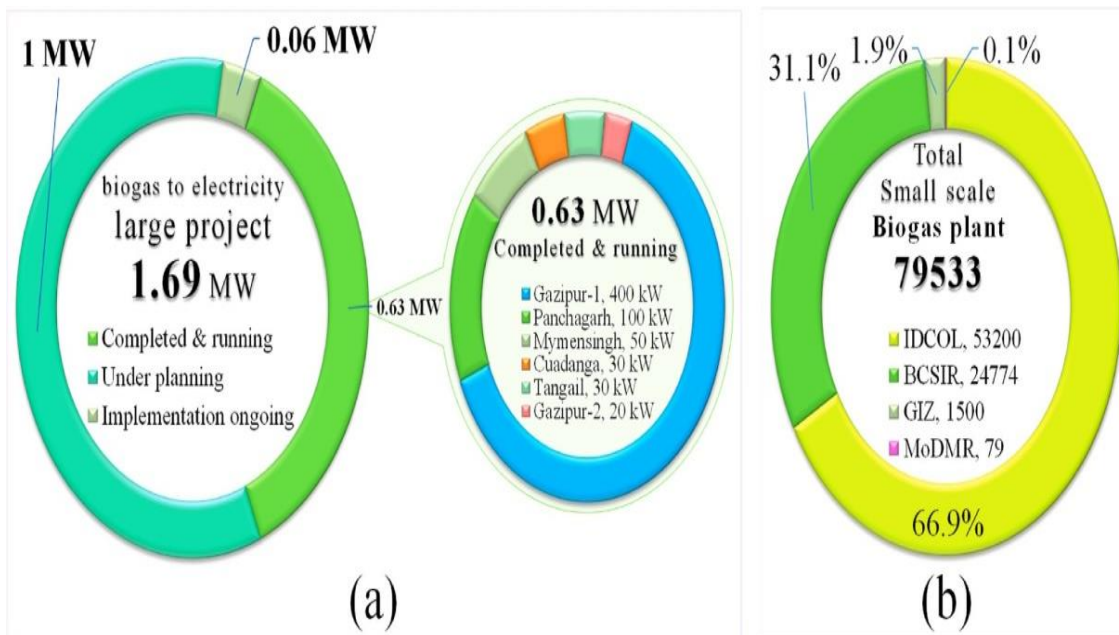 1 MW
0.06 MW
biogas to electricity
large project
1.69 MW
Completed & running
Under planning
Implementation ongoing
0.63 MW
0.63 MW
Completed & running
Gazipur-1, 400 kW
Panchagarh, 100 kW
Mymensingh, 50 kW
Cuadanga, 30 kW
Tangail, 30 kW
Gazipur-2, 20 kW
(a)
31.1%
1.9%
0.1%
Total
Small scale
Biogas plant
79533
IDCOL, 53200
BCSIR, 24774
GIZ, 1500
MoDMR, 79
66.9%
(b)